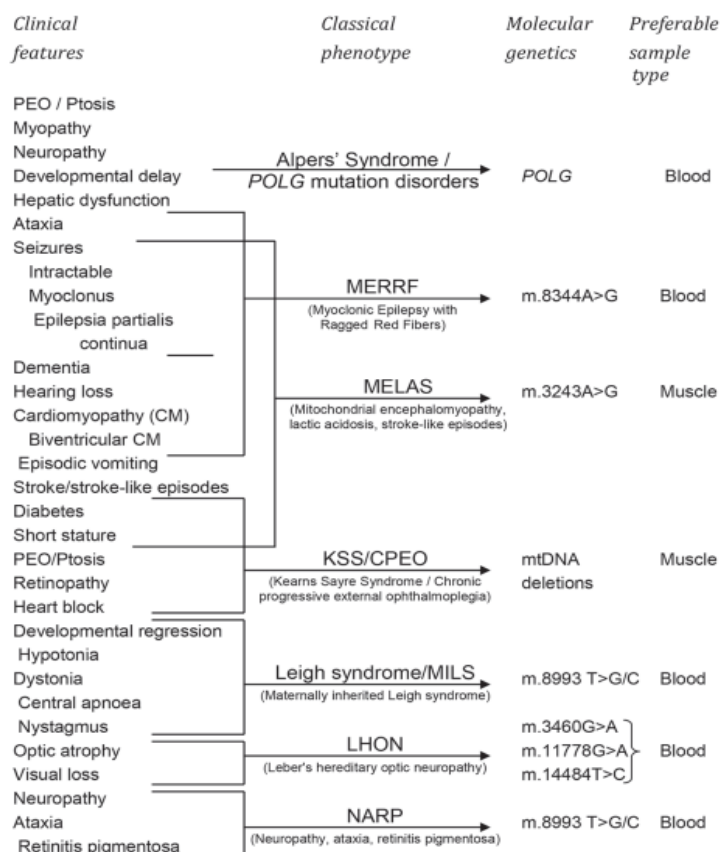 Clinical features
Classical phenotype
Molecular genetics
Preferable sample type
PEO / Ptosis
Myopathy
Neuropathy
Developmental delay
Hepatic dysfunction
Ataxia
Seizures
Intractable
Myoclonus
Epilepsia partialis
continua
Dementia
Hearing loss
Cardiomyopathy (CM)
Biventricular CM
Episodic vomiting
Stroke/stroke-like episodes
Diabetes
Short stature
PEO/Ptosis
Retinopathy
Heart block
Developmental regression
Hypotonia
Dystonia
Central apnoea
Nystagmus
Optic atrophy
Visual loss
Neuropathy
Ataxia
Retinitis pigmentosa
Alpers' Syndrome /
POLG mutation disorders
POLG
Blood
MERRF
(Myoclonic Epilepsy with
Ragged Red Fibers)
m.8344A>G
Blood
MELAS
(Mitochondrial encephalomyopathy,
lactic acidosis, stroke-like episodes)
m.3243A>G
Muscle
KSS/CPEO
(Kearns Sayre Syndrome / Chronic
progressive external ophthalmoplegia)
mtDNA
deletions
Muscle
Leigh syndrome/MILS
(Maternally inherited Leigh syndrome)
m.8993 T>G/C
Blood
LHON
(Leber's hereditary optic neuropathy)
m.3460G>A
m.11778G>A
m.14484T>C
Blood
NARP
(Neuropathy, ataxia, retinitis pigmentosa)
m.8993 T>G/C
Blood